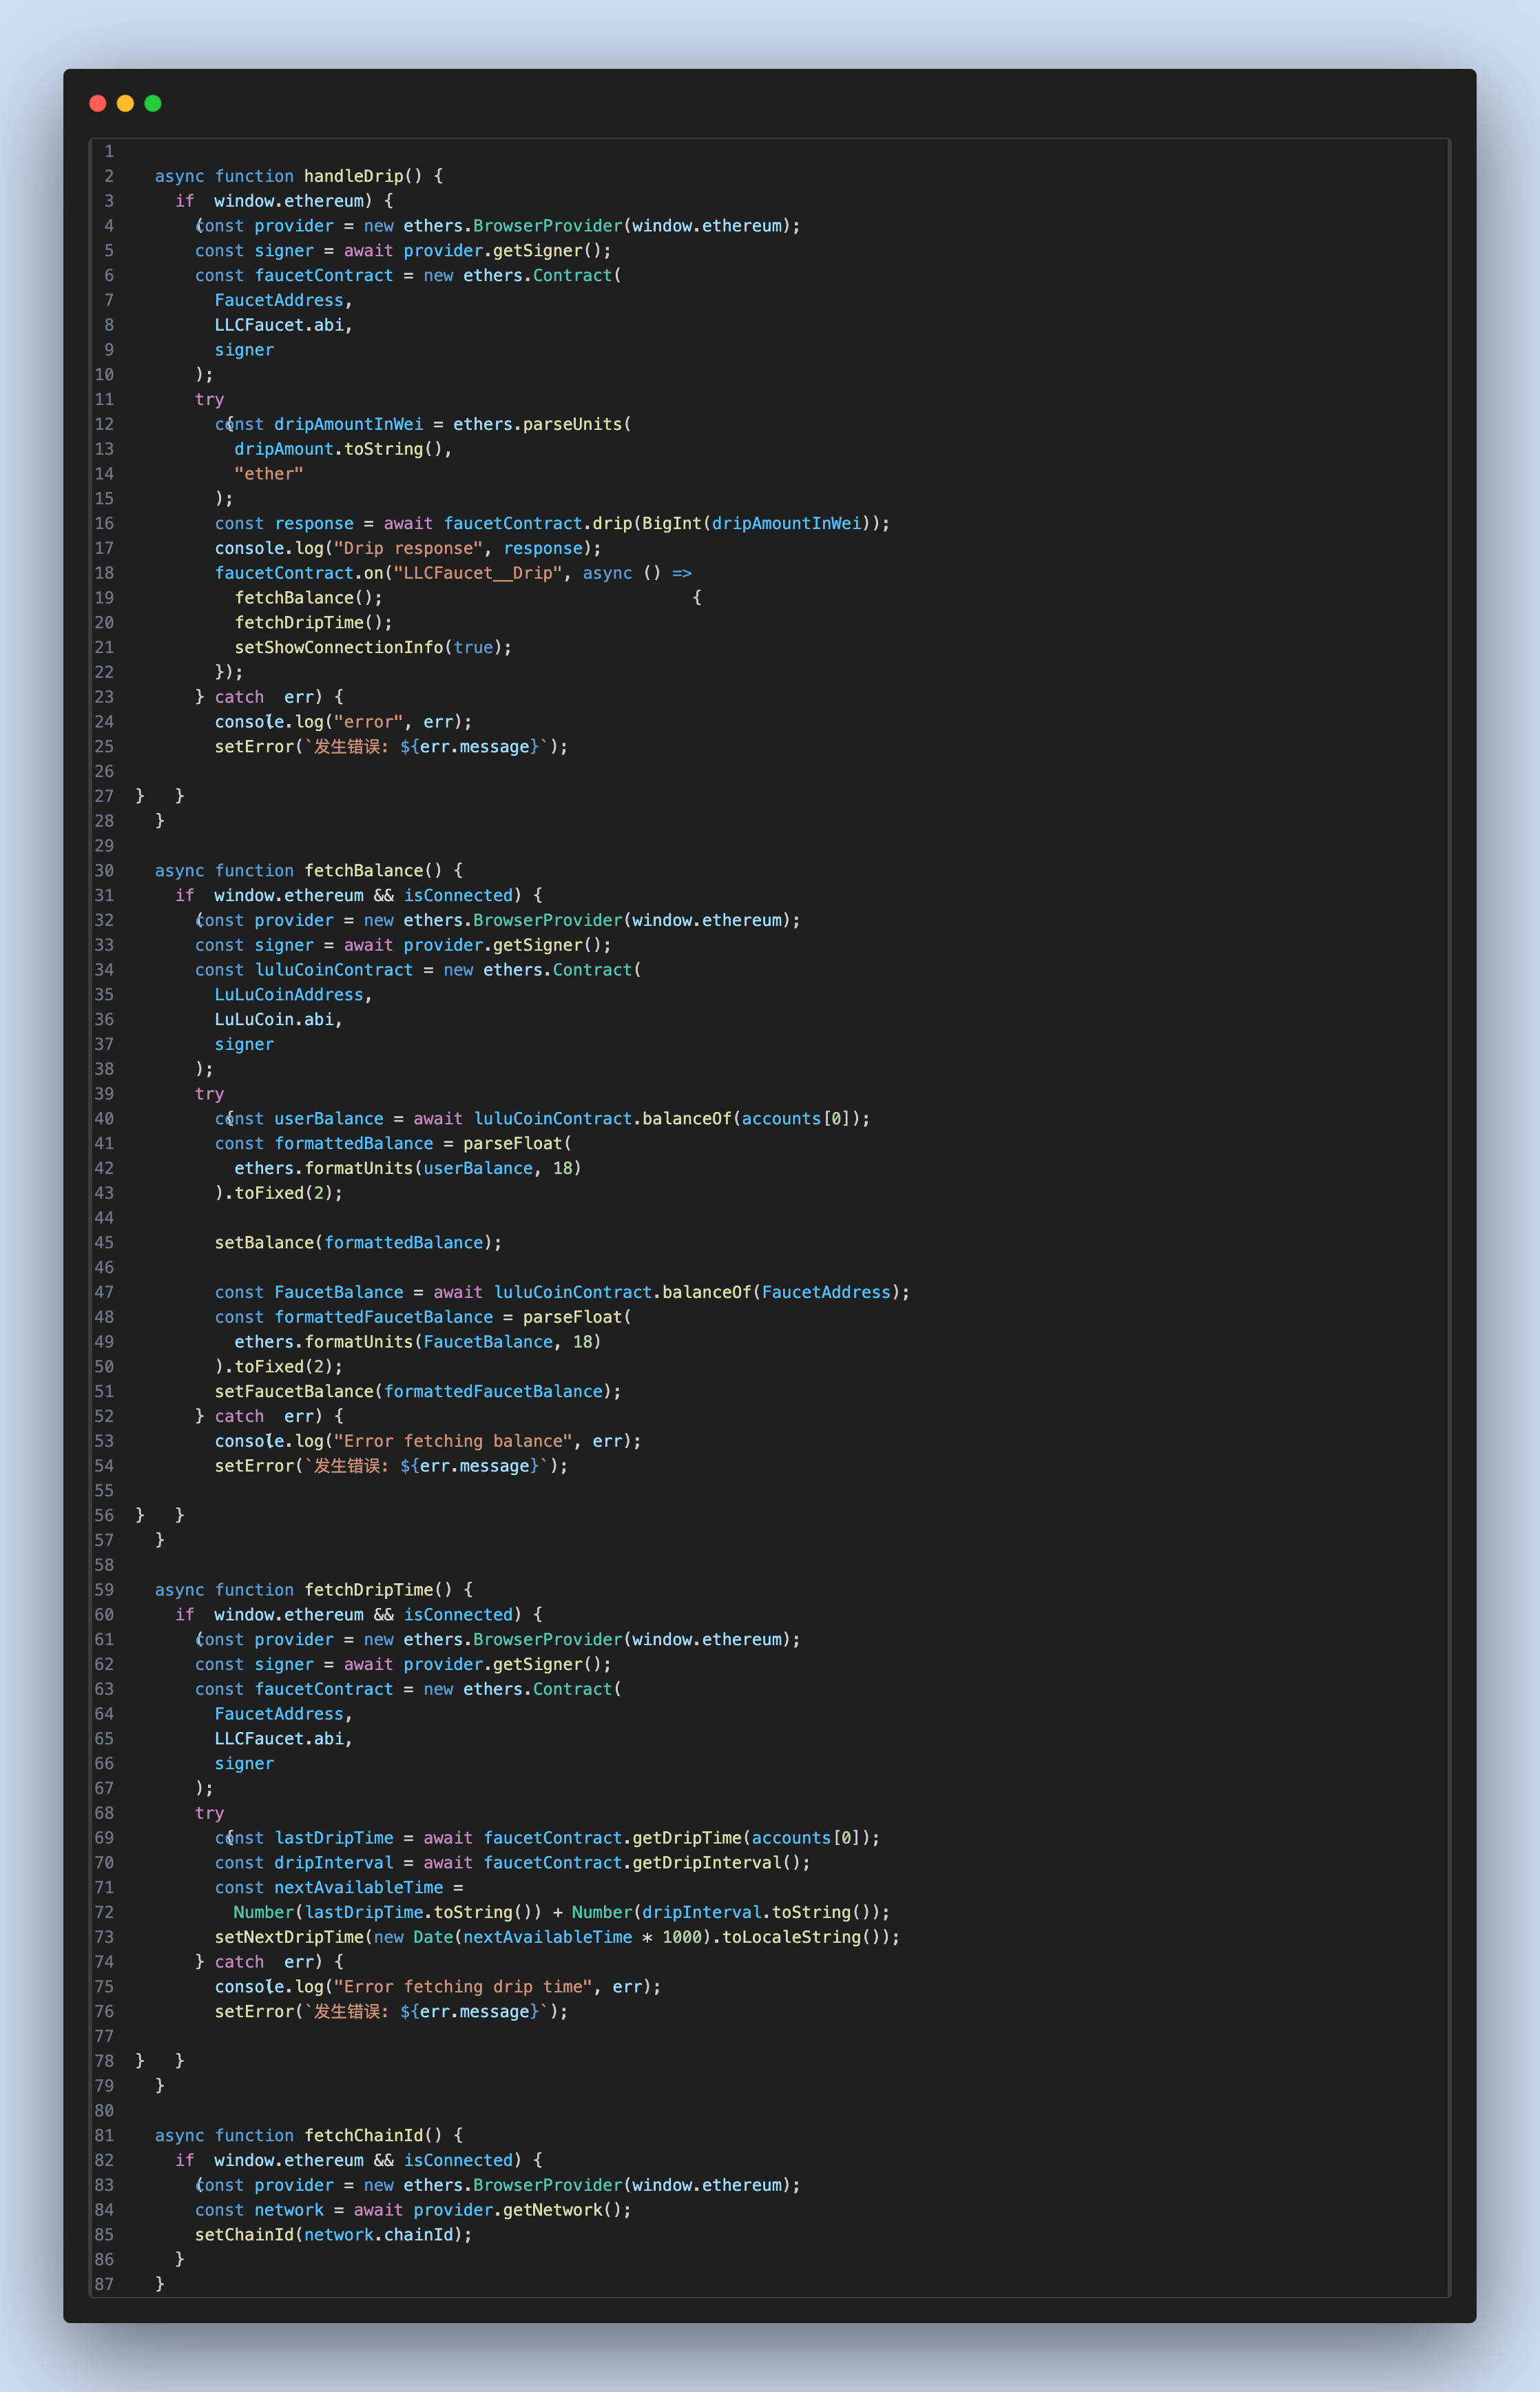 1
2 async function handleDrip() {
3 if (window.ethereum) {
4 const provider = new ethers.BrowserProvider(window.ethereum);
5 const signer = await provider.getSigner();
6 const faucetContract = new ethers.Contract(
7 FaucetAddress,
8 LLCFaucet.abi,
9 signer
10 );
11 try {
12 const dripAmountInWei = ethers.parseUnits(
13 dripAmount.toString(),
14 "ether"
15 );
16 const response = await faucetContract.drip(BigInt(dripAmountInWei));
17 console.log("Drip response", response);
18 faucetContract.on("LLCFaucet__Drip", async () => {
19 fetchBalance();
20 fetchDripTime();
21 setShowConnectionInfo(true);
22 });
23 } catch (err) {
24 console.log("error", err);
25 setError(`发生错误: ${err.message}`);
26
27 } }
28 }
29
30 async function fetchBalance() {
31 if (window.ethereum && isConnected) {
32 const provider = new ethers.BrowserProvider(window.ethereum);
33 const signer = await provider.getSigner();
34 const luluCoinContract = new ethers.Contract(
35 LuLuCoinAddress,
36 LuLuCoin.abi,
37 signer
38 );
39 try {
40 const userBalance = await luluCoinContract.balanceOf(accounts[0]);
41 const formattedBalance = parseFloat(
42 ethers.formatUnits(userBalance, 18)
43 ).toFixed(2);
44
45 setBalance(formattedBalance);
46
47 const FaucetBalance = await luluCoinContract.balanceOf(FaucetAddress);
48 const formattedFaucetBalance = parseFloat(
49 ethers.formatUnits(FaucetBalance, 18)
50 ).toFixed(2);
51 setFaucetBalance(formattedFaucetBalance);
52 } catch (err) {
53 console.log("Error fetching balance", err);
54 setError(`发生错误: ${err.message}`);
55
56 } }
57 }
58
59 async function fetchDripTime() {
60 if (window.ethereum && isConnected) {
61 const provider = new ethers.BrowserProvider(window.ethereum);
62 const signer = await provider.getSigner();
63 const faucetContract = new ethers.Contract(
64 FaucetAddress,
65 LLCFaucet.abi,
66 signer
67 );
68 try {
69 const lastDripTime = await faucetContract.getDripTime(accounts[0]);
70 const dripInterval = await faucetContract.getDripInterval();
71 const nextAvailableTime =
72 Number(lastDripTime.toString()) + Number(dripInterval.toString());
73 setNextDripTime(new Date(nextAvailableTime * 1000).toLocaleString());
74 } catch (err) {
75 console.log("Error fetching drip time", err);
76 setError(`发生错误: ${err.message}`);
77
78 } }
79 }
80
81 async function fetchChainId() {
82 if (window.ethereum && isConnected) {
83 const provider = new ethers.BrowserProvider(window.ethereum);
84 const network = await provider.getNetwork();
85 setChainId(network.chainId);
86 }
87 }